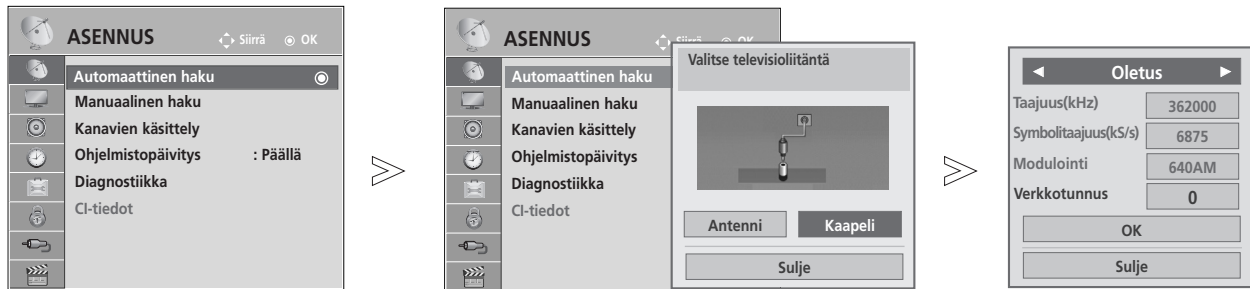 ASENNUS
Siirrä
OK
Automaattinen haku
Manuaalinen haku
Kanavien käsittely
Ohjelmistopäivitys : Päällä
Diagnostiikka
CI-tiedot
ASENNUS
Siirrä
OK
Automaattinen haku
Manuaalinen haku
Kanavien käsittely
Ohjelmistopäivitys
Diagnostiikka
CI-tiedot
Valitse televisioliitäntä
Antenni
Kaapeli
Sulje
Oletus
Taajuus(kHz) 362000
Symbolitaajuus(kS/s) 6875
Modulointi 640AM
Verkkotunnus 0
OK
Sulje